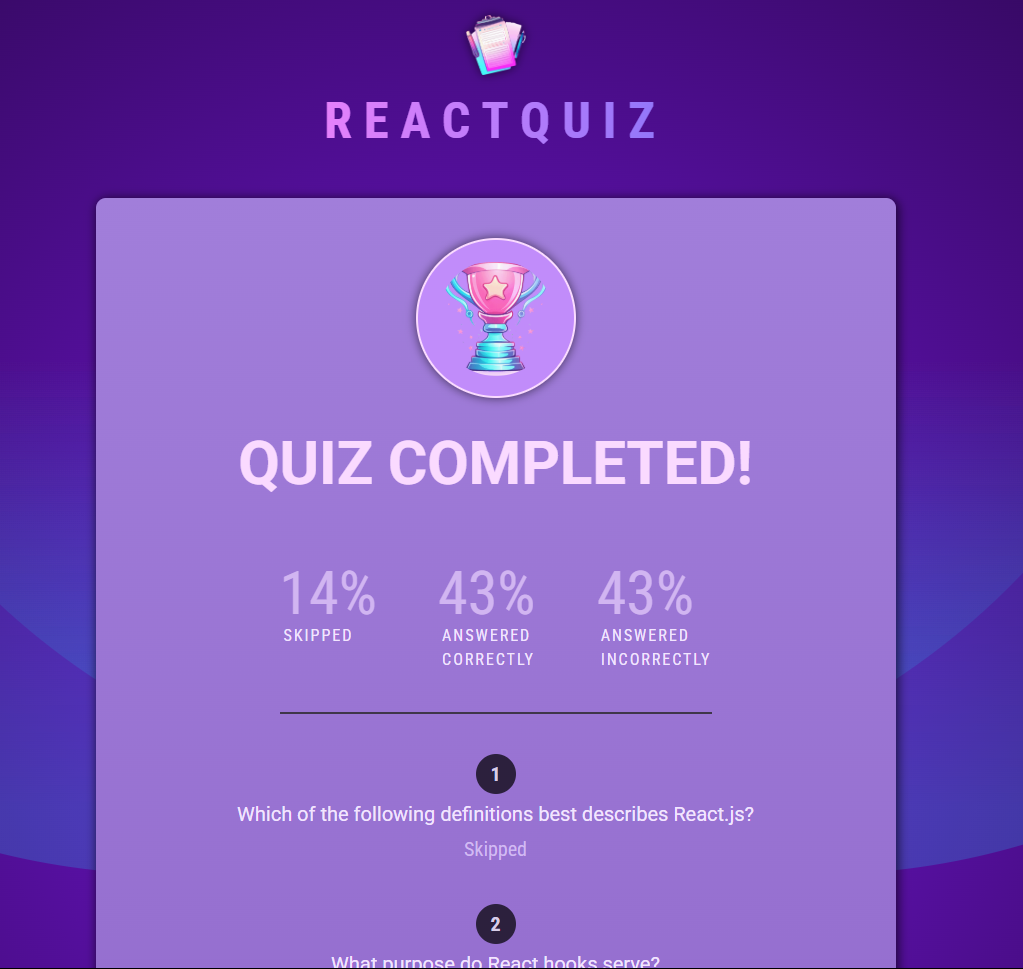 REACTQUIZ
QUIZ COMPLETED!
14% 43% 43%
SKIPPED ANSWERED ANSWERED
CORRECTLY INCORRECTLY
1
Which of the following definitions best describes React.js?
Skipped
2
What purpose do React hooks serve?